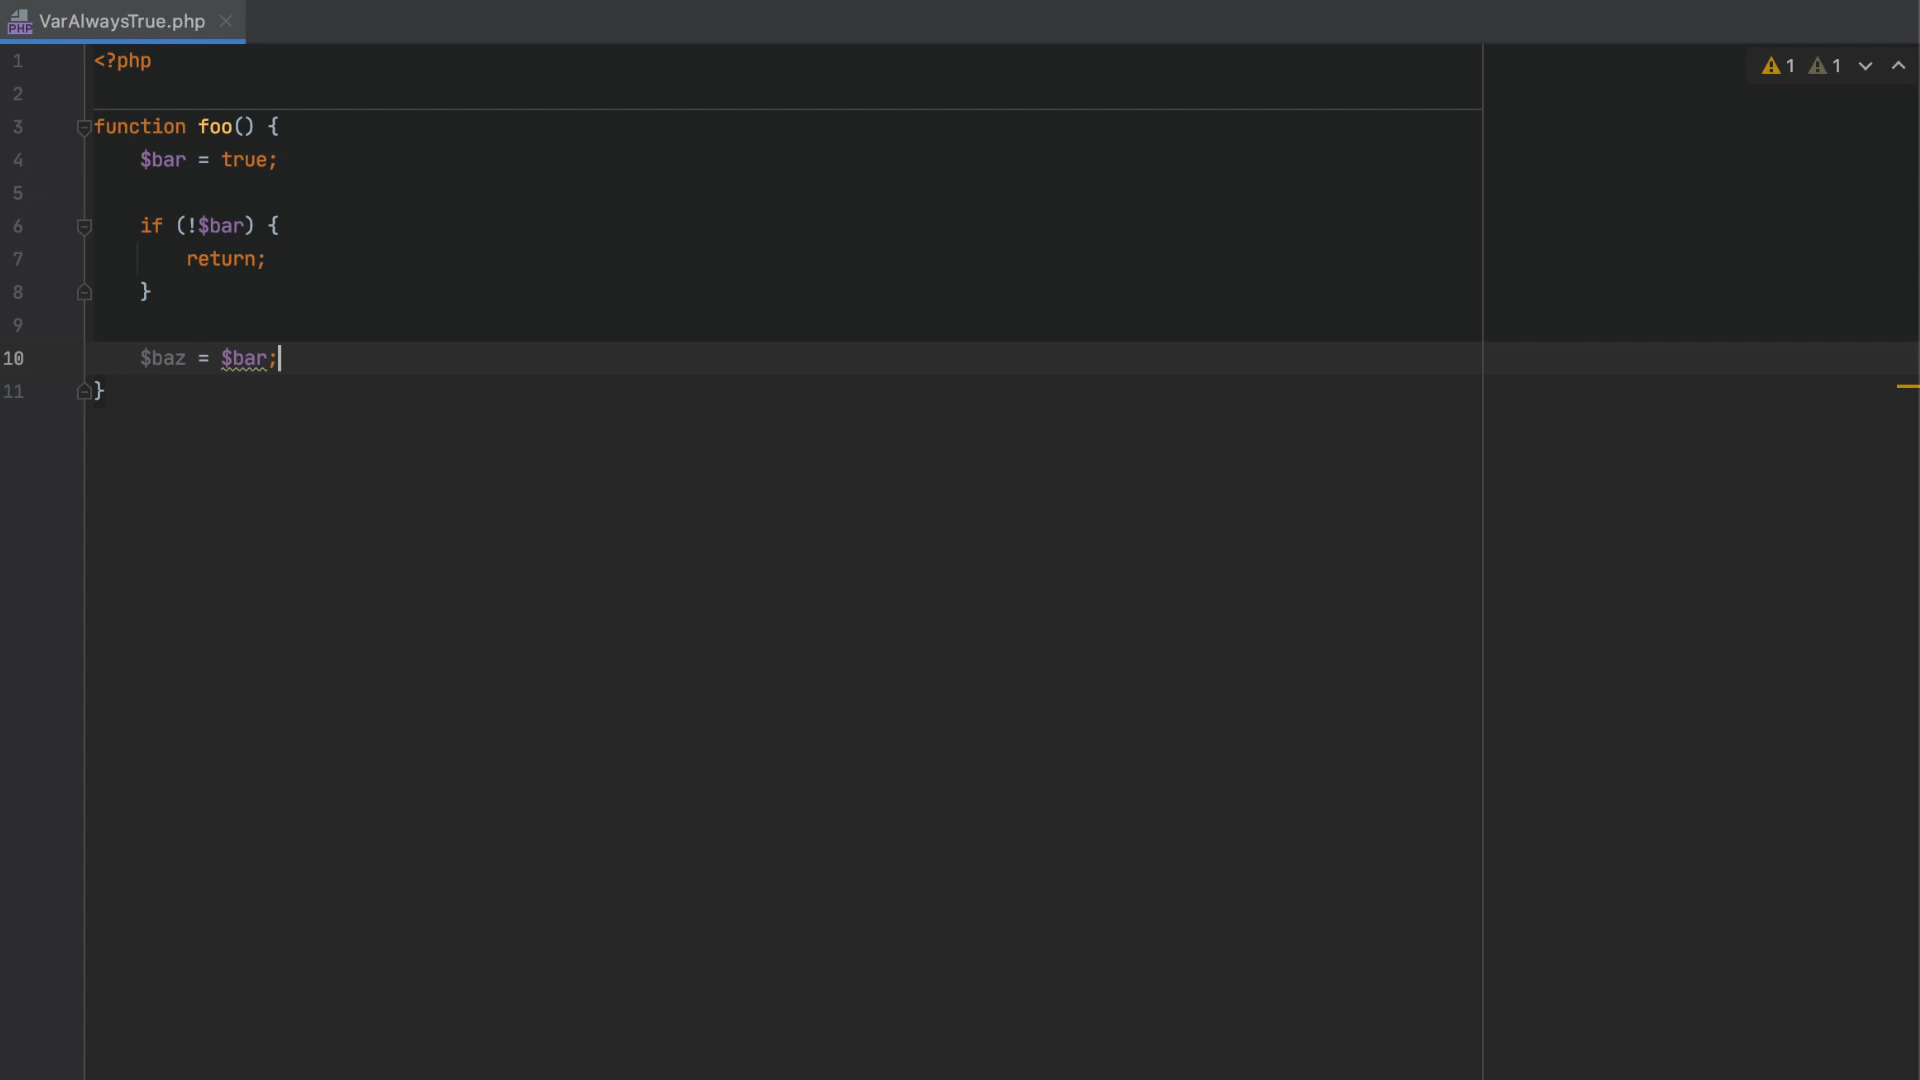 PHP VarAlwaysTrue.php
1 <?php
1 1
2
3 function foo() {
4 $bar = true;
5
6 if (!$bar) {
7 return;
8 }
9
10 $baz = $bar;
11 }